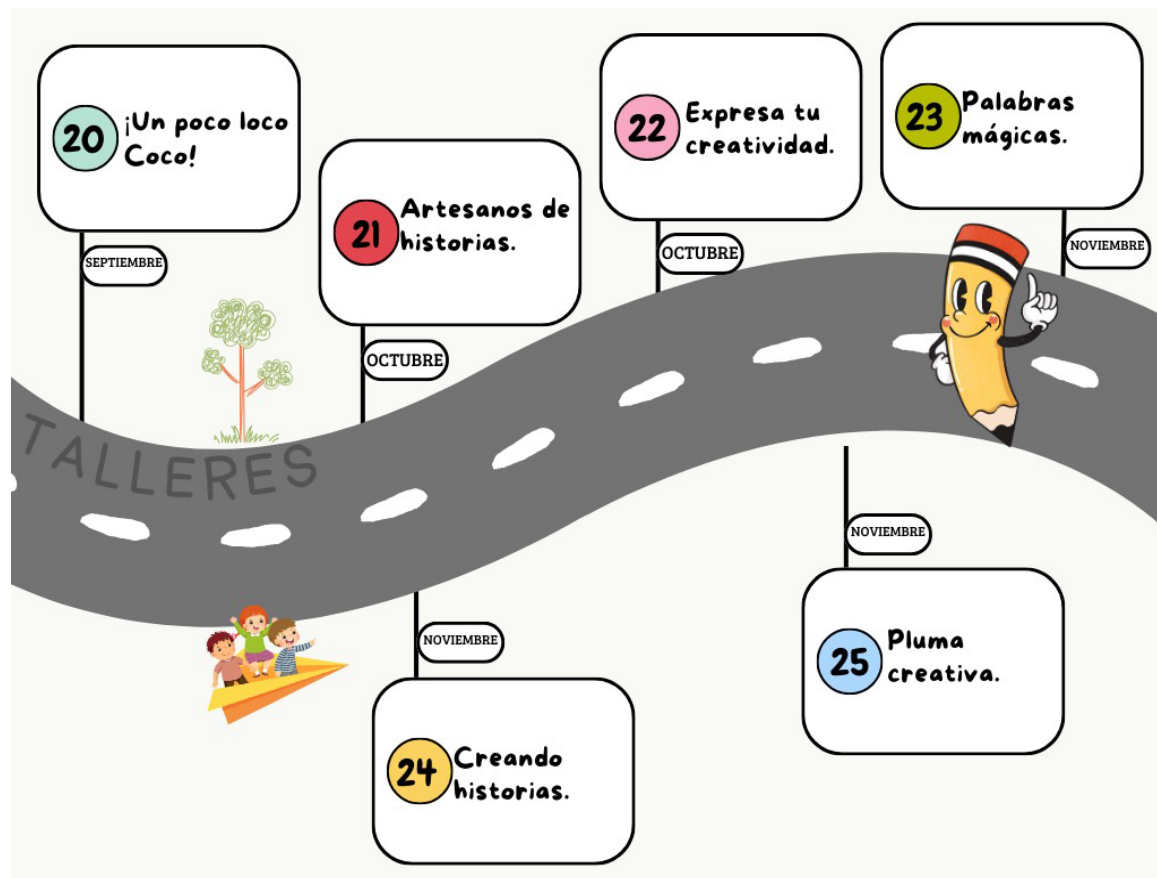 20
¡Un poco loco
Coco!
SEPTIEMBRE
21
Artesanos de
historias.
OCTUBRE
22
Expresa tu
creatividad.
OCTUBRE
23
Palabras
mágicas.
NOVIEMBRE
TALLERES
NOVIEMBRE
24
Creando
historias.
NOVIEMBRE
25
Pluma
creativa.